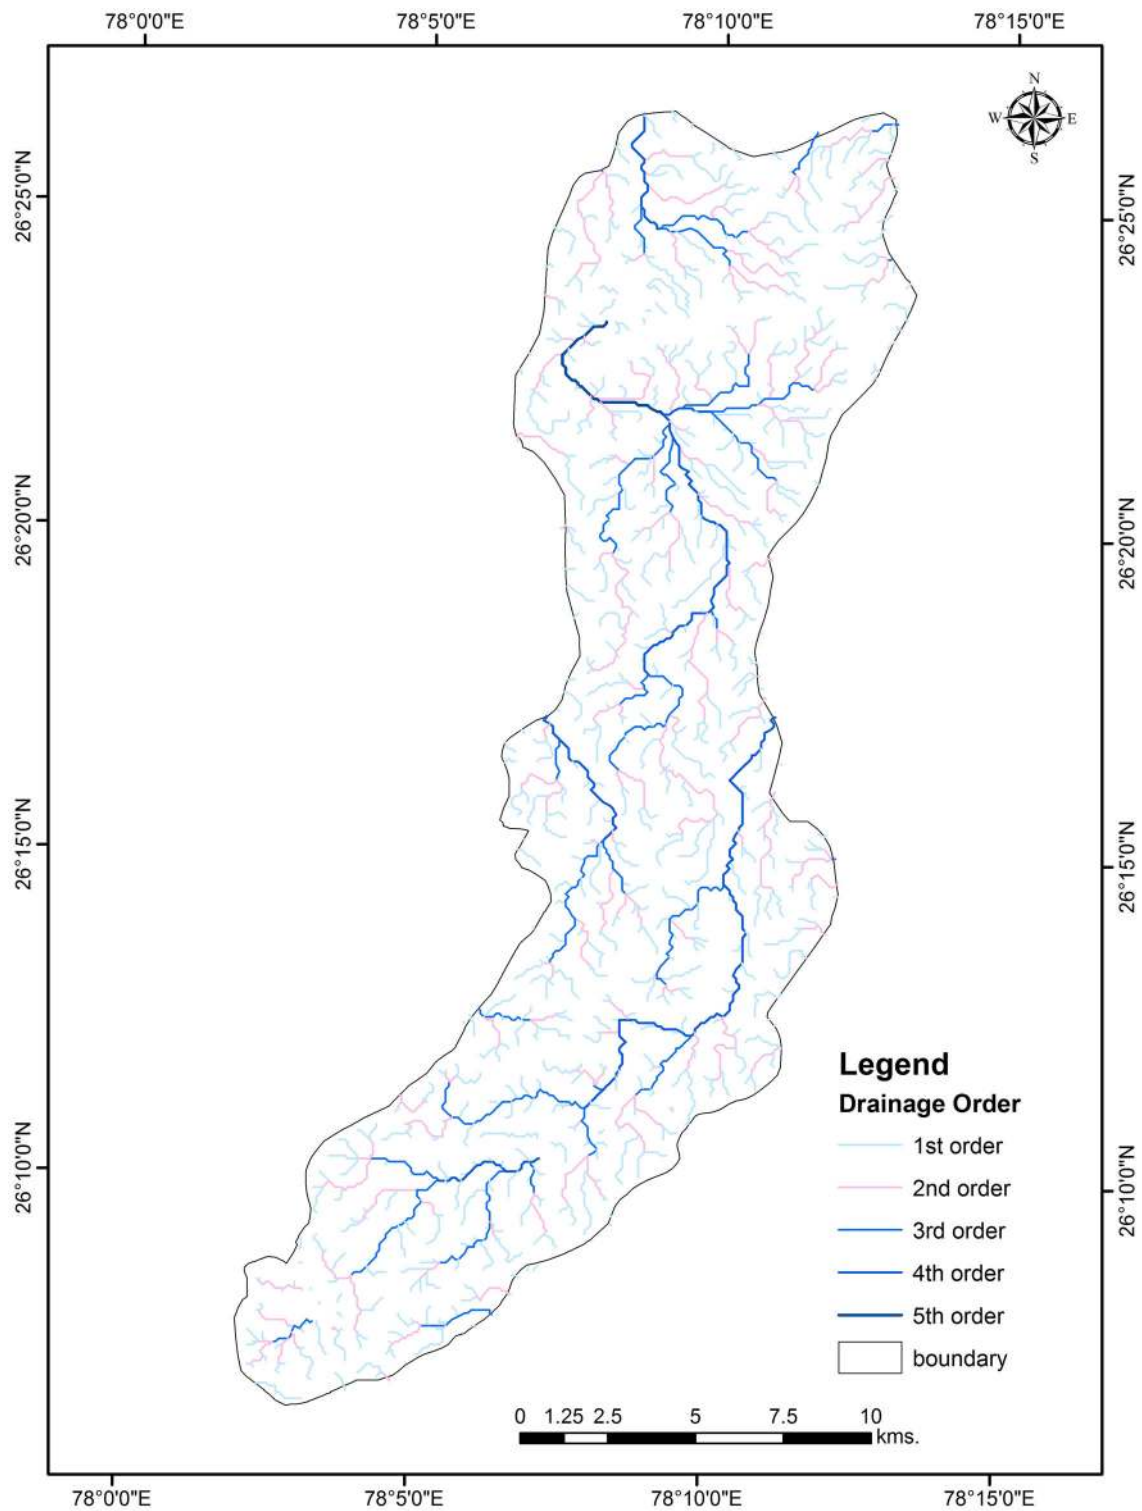 78°0'0"E 78°5'0"E 78°10'0"E 78°15'0"E
N
W E
S
26°25'0"N
26°25'0"N
26°20'0"N
26°20'0"N
26°15'0"N
26°15'0"N
Legend
Drainage Order
1st order
26°10'0"N
2nd order
26°10'0"N
3rd order
4th order
5th order
boundary
0 1.25 2.5 5 7.5 10
kms.
78°0'0"E 78°5'0"E 78°10'0"E 78°15'0"E